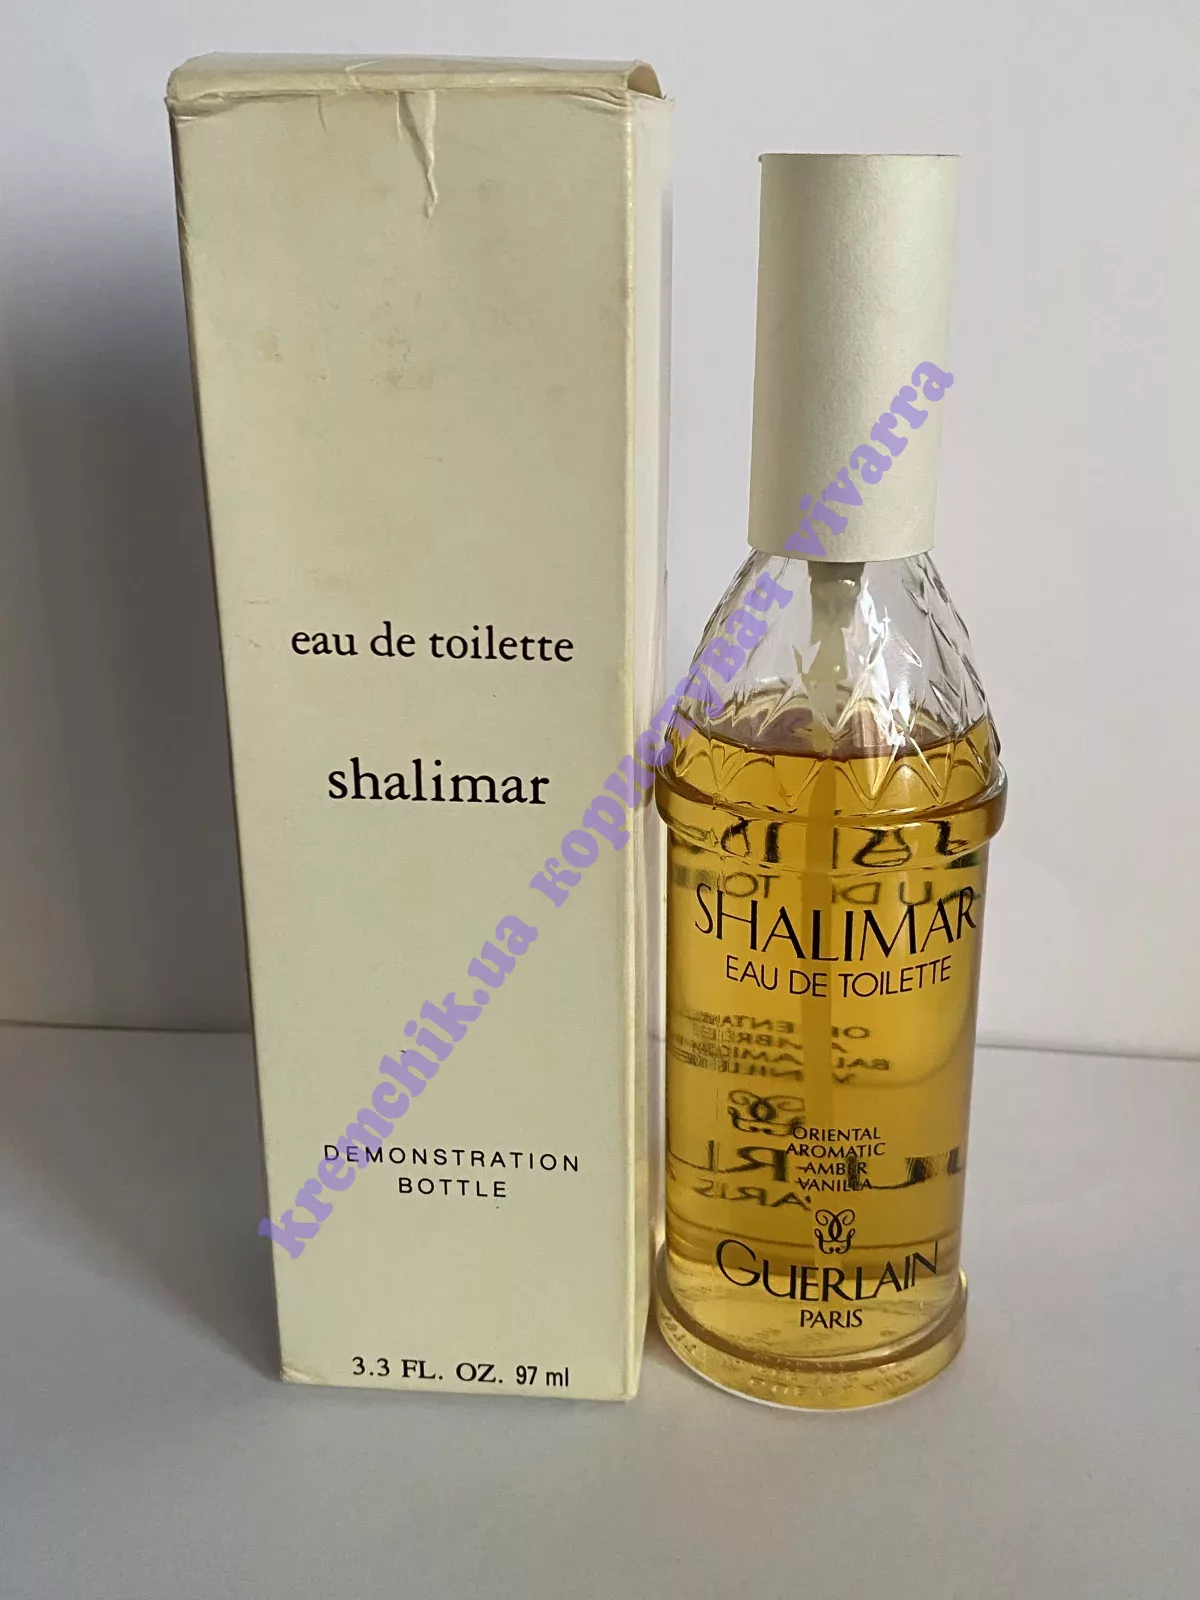 eau de toilette
shalimar
DEMONSTRATION
BOTTLE
3.3 FL. OZ. 97 ml
SHALIMAR
EAU DE TOILETTE
ORIENTAL
AROMATIC
AMBER
VANILLA
GUERLAIN
PARIS
kremchik.ua користувач vivarra